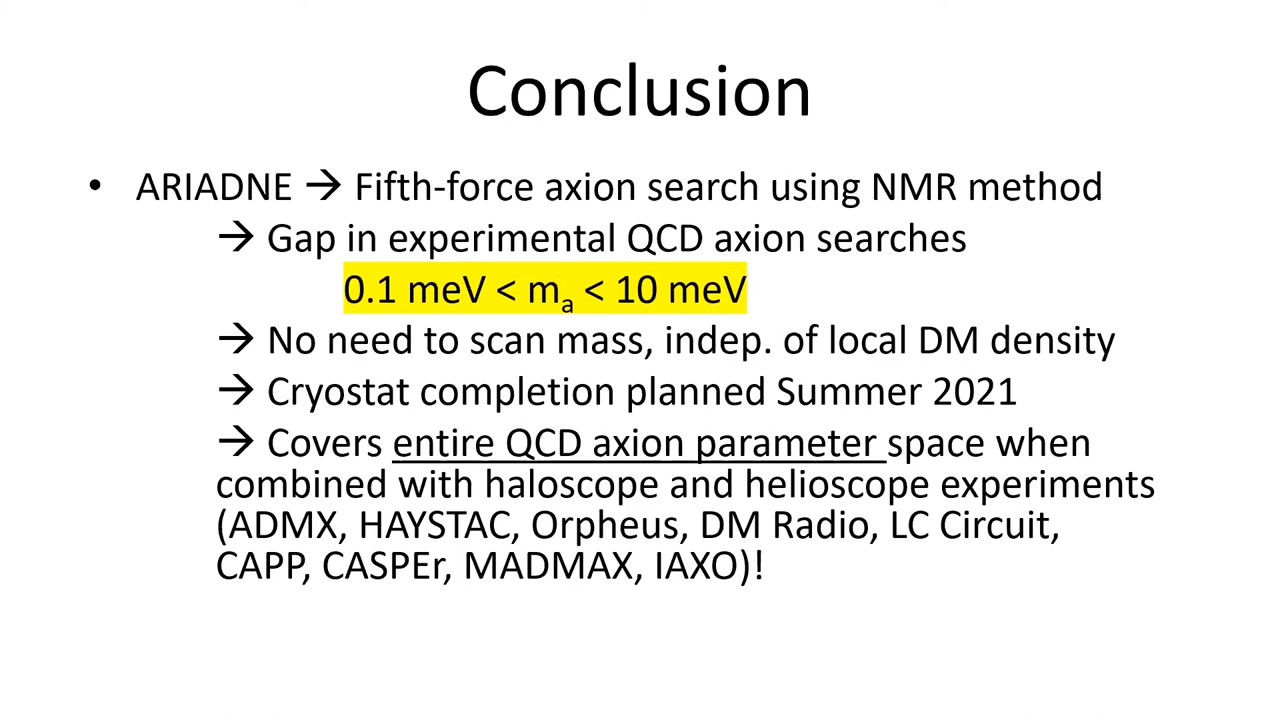 Conclusion
• ARIADNE → Fifth-force axion search using NMR method
→ Gap in experimental QCD axion searches
0.1 meV < mₐ < 10 meV
→ No need to scan mass, indep. of local DM density
→ Cryostat completion planned Summer 2021
→ Covers entire QCD axion parameter space when
combined with haloscope and helioscope experiments
(ADMX, HAYSTAC, Orpheus, DM Radio, LC Circuit,
CAPP, CASPEr, MADMAX, IAXO)!